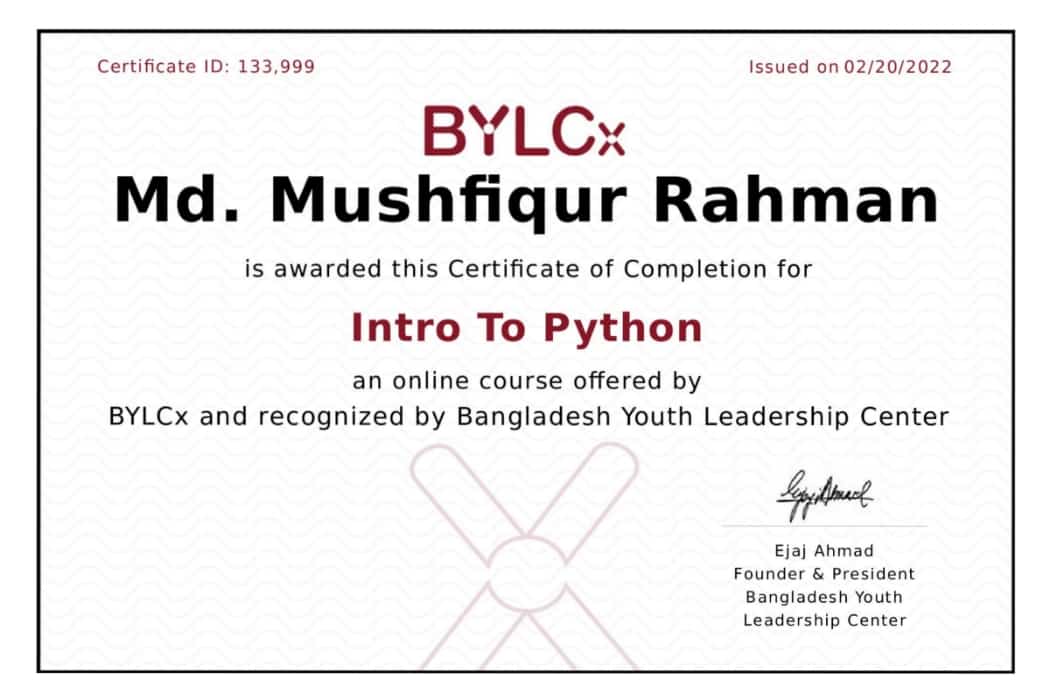 Certificate ID: 133,999
Issued on 02/20/2022
BYLCx
Md. Mushfiqur Rahman
is awarded this Certificate of Completion for
Intro To Python
an online course offered by
BYLCx and recognized by Bangladesh Youth Leadership Center
Ejaj Ahmad
Ejaj Ahmad
Founder & President
Bangladesh Youth
Leadership Center